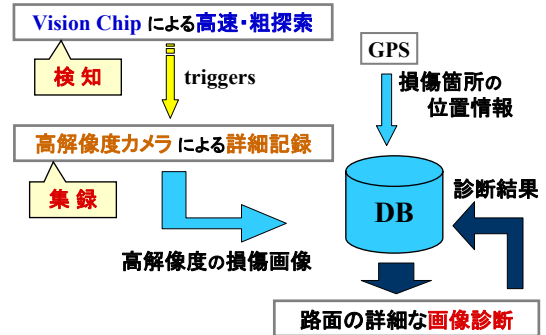 Vision Chip による高速・粗探索
検 知
triggers
GPS
損傷箇所の
位置情報
高解像度カメラ による詳細記録
集 録
DB
診断結果
高解像度の損傷画像
路面の詳細な画像診断